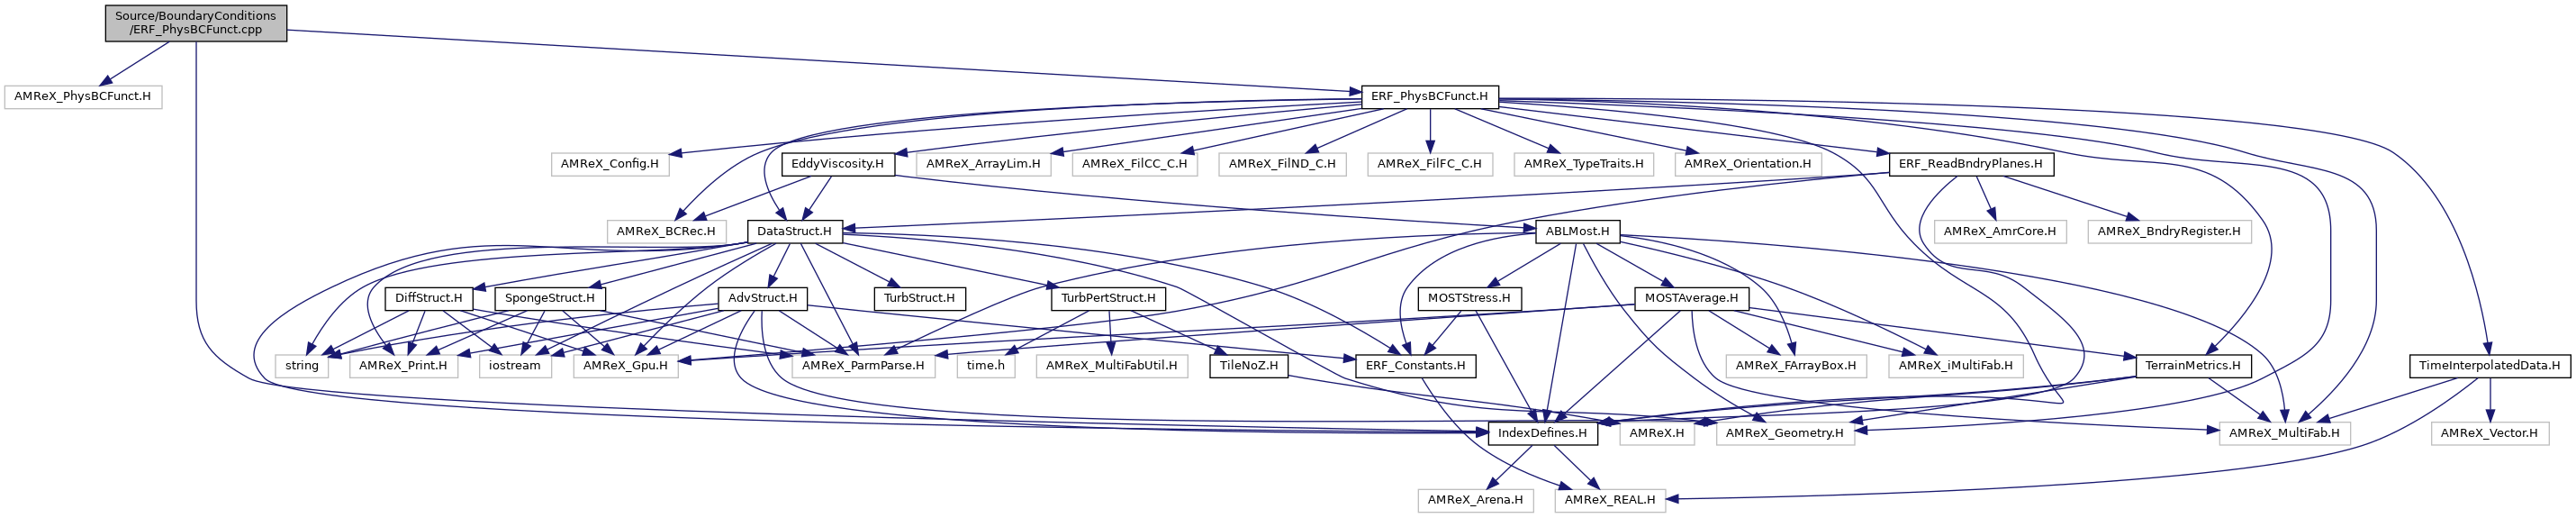 Source/BoundaryConditions
/ERF_PhysBCFunct.cpp
AMReX_PhysBCFunct.H
ERF_PhysBCFunct.H
AMReX_Config.H
EddyViscosity.H
AMReX_ArrayLim.H
AMReX_FilCC_C.H
AMReX_FilND_C.H
AMReX_FilFC_C.H
AMReX_TypeTraits.H
AMReX_Orientation.H
ERF_ReadBndryPlanes.H
AMReX_BCRec.H
DataStruct.H
ABLMost.H
AMReX_AmrCore.H
AMReX_BndryRegister.H
DiffStruct.H
SpongeStruct.H
AdvStruct.H
TurbStruct.H
TurbPertStruct.H
MOSTStress.H
MOSTAverage.H
string
AMReX_Print.H
iostream
AMReX_Gpu.H
AMReX_ParmParse.H
time.h
AMReX_MultiFabUtil.H
TileNoZ.H
ERF_Constants.H
AMReX_FArrayBox.H
AMReX_iMultiFab.H
TerrainMetrics.H
TimeInterpolatedData.H
IndexDefines.H
AMReX.H
AMReX_Geometry.H
AMReX_MultiFab.H
AMReX_Vector.H
AMReX_Arena.H
AMReX_REAL.H